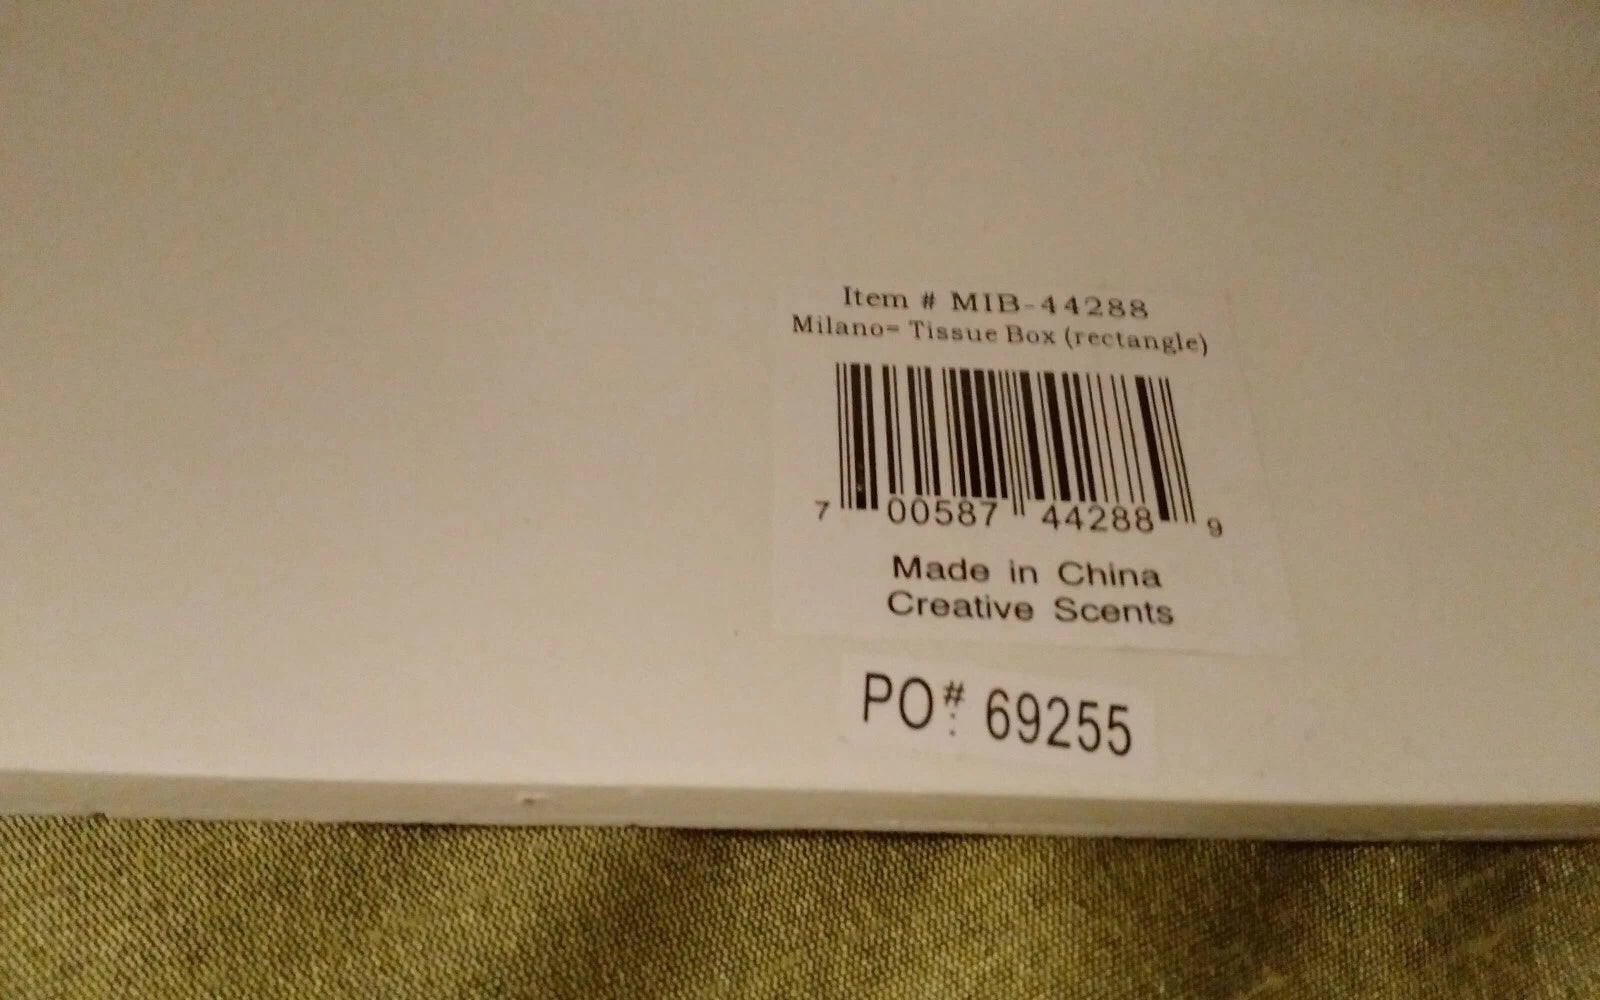 Item # MIB-44288
Milano= Tissue Box (rectangle)
7 00587 44288 9
Made in China
Creative Scents
PO#: 69255